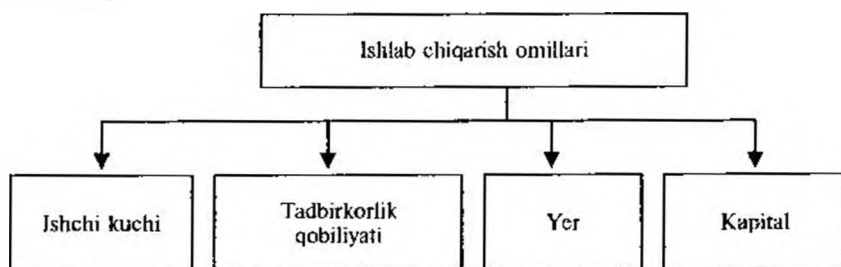 Ishlab chiqarish omillari
Ishchi kuchi
Tadbirkorlik
qobiliyati
Yer
Kapital